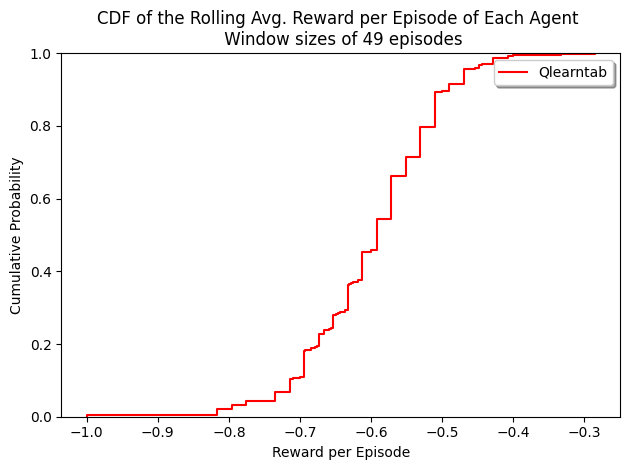 CDF of the Rolling Avg. Reward per Episode of Each Agent
Window sizes of 49 episodes
1.0
Qlearntab
0.8
0.6
0.4
0.2
0.0
Cumulative Probability
−1.0 −0.9 −0.8 −0.7 −0.6 −0.5 −0.4 −0.3
Reward per Episode